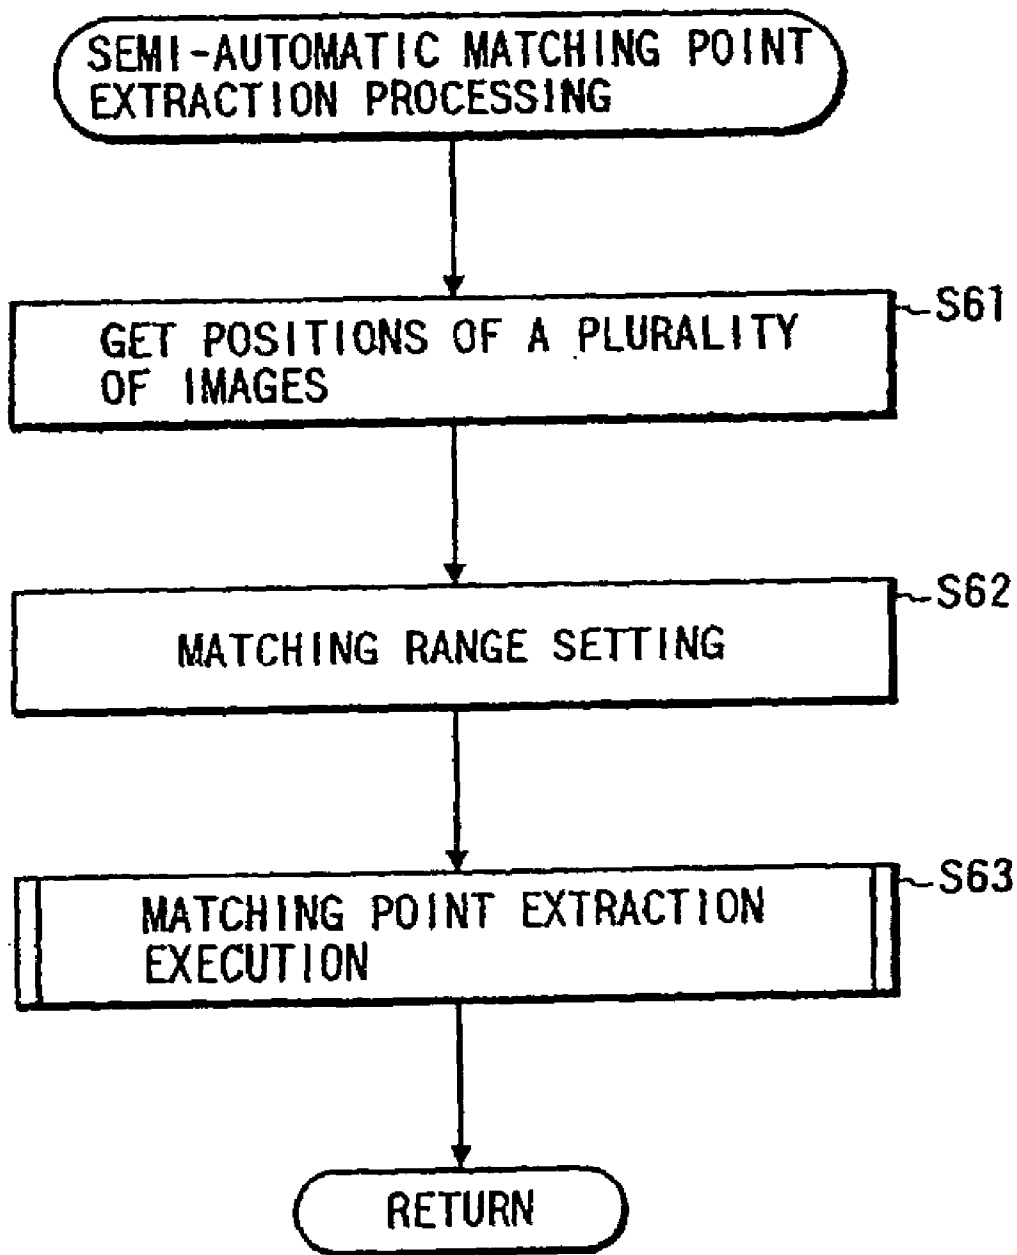 SEMI-AUTOMATIC MATCHING POINT
EXTRACTION PROCESSING
S61
GET POSITIONS OF A PLURALITY
OF IMAGES
S62
MATCHING RANGE SETTING
S63
MATCHING POINT EXTRACTION
EXECUTION
RETURN